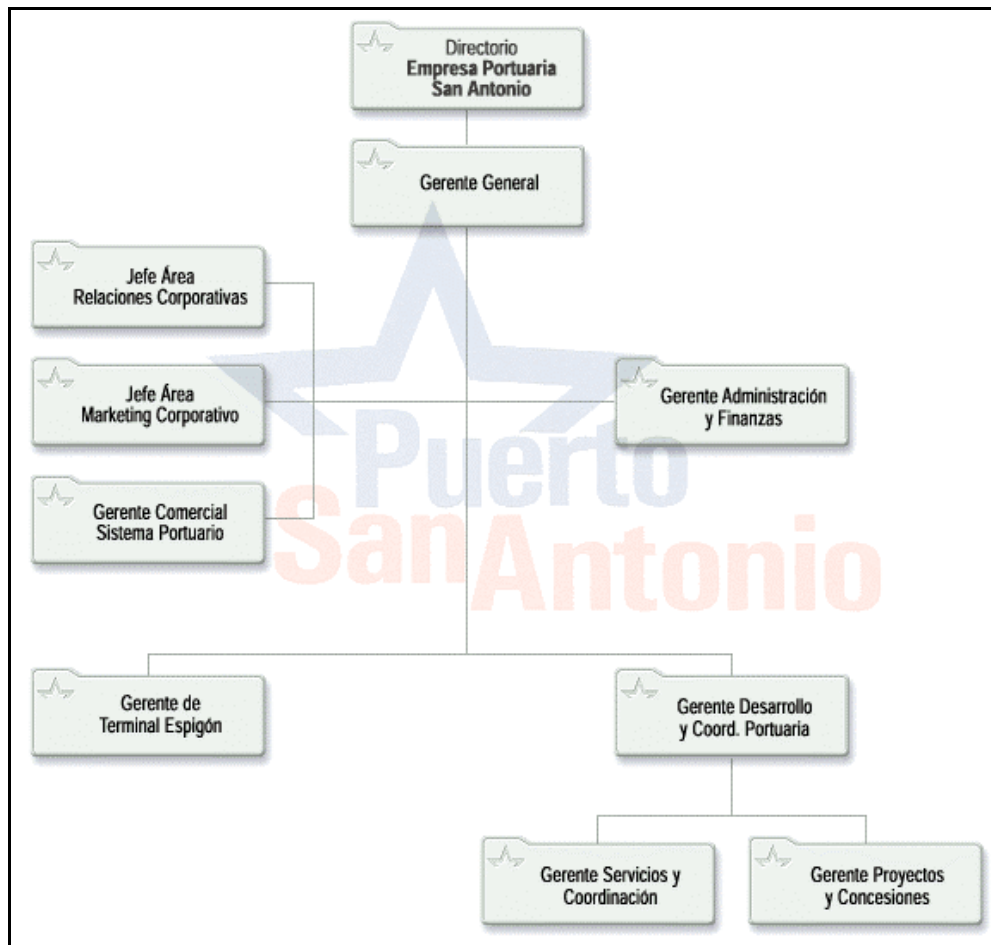 Directorio
Empresa Portuaria
San Antonio
Gerente General
Jefe Área
Relaciones Corporativas
Jefe Área
Marketing Corporativo
Gerente Administración
y Finanzas
Gerente Comercial
Sistema Portuario
Puerto
San Antonio
Gerente de
Terminal Espigón
Gerente Desarrollo
y Coord. Portuaria
Gerente Servicios y
Coordinación
Gerente Proyectos
y Concesiones